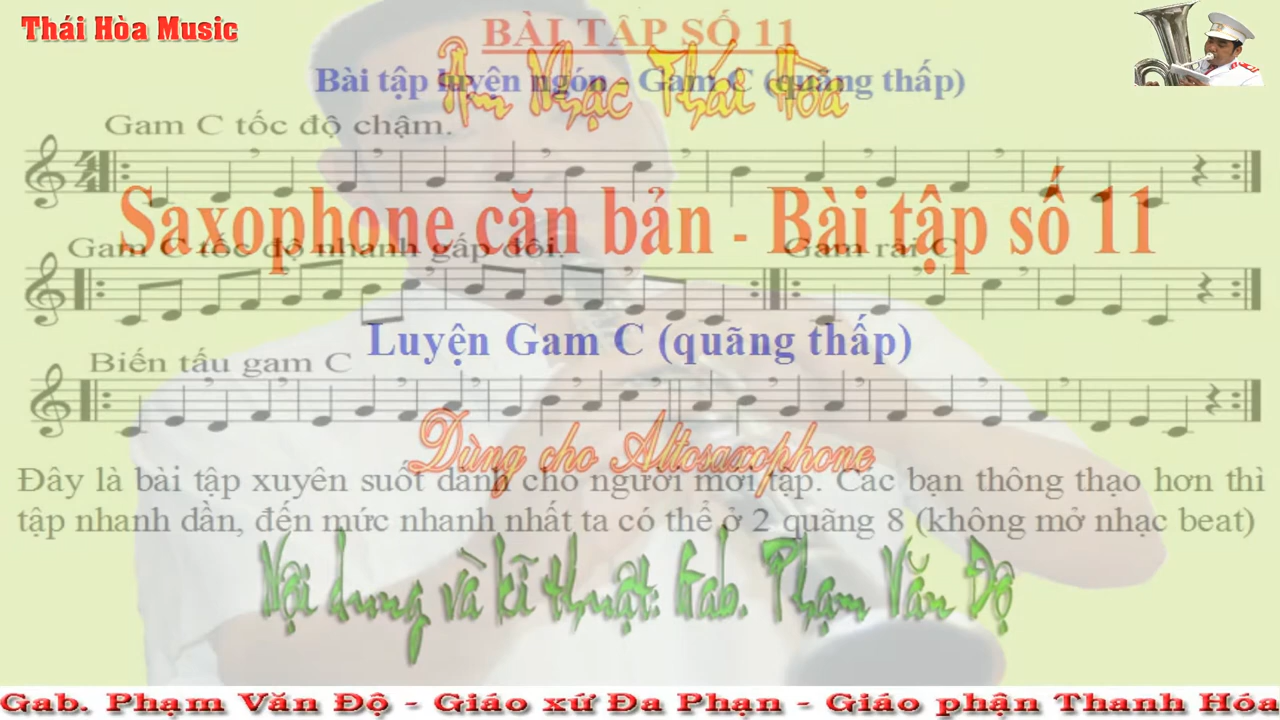 Thái Hòa Music
BÀI TẬP SỐ 11
Âm Nhạc Thái Hòa
Bài tập luyện ngón - Gam C (quãng thấp)
Gam C tốc độ chậm.
Saxophone căn bản - Bài tập số 11
Gam C tốc độ nhanh gấp đôi.
Gam rải C
Luyện Gam C (quãng thấp)
Biến tấu gam C
Dùng cho Altosaxophone
Đây là bài tập xuyên suốt dành cho người mới tập. Các bạn thông thạo hơn thì
tập nhanh dần, đến mức nhanh nhất ta có thể ở 2 quãng 8 (không mở nhạc beat)
Nội dung và kĩ thuật: Gab. Phạm Văn Độ
Gab. Phạm Văn Độ - Giáo xứ Đa Phạn - Giáo phận Thanh Hóa